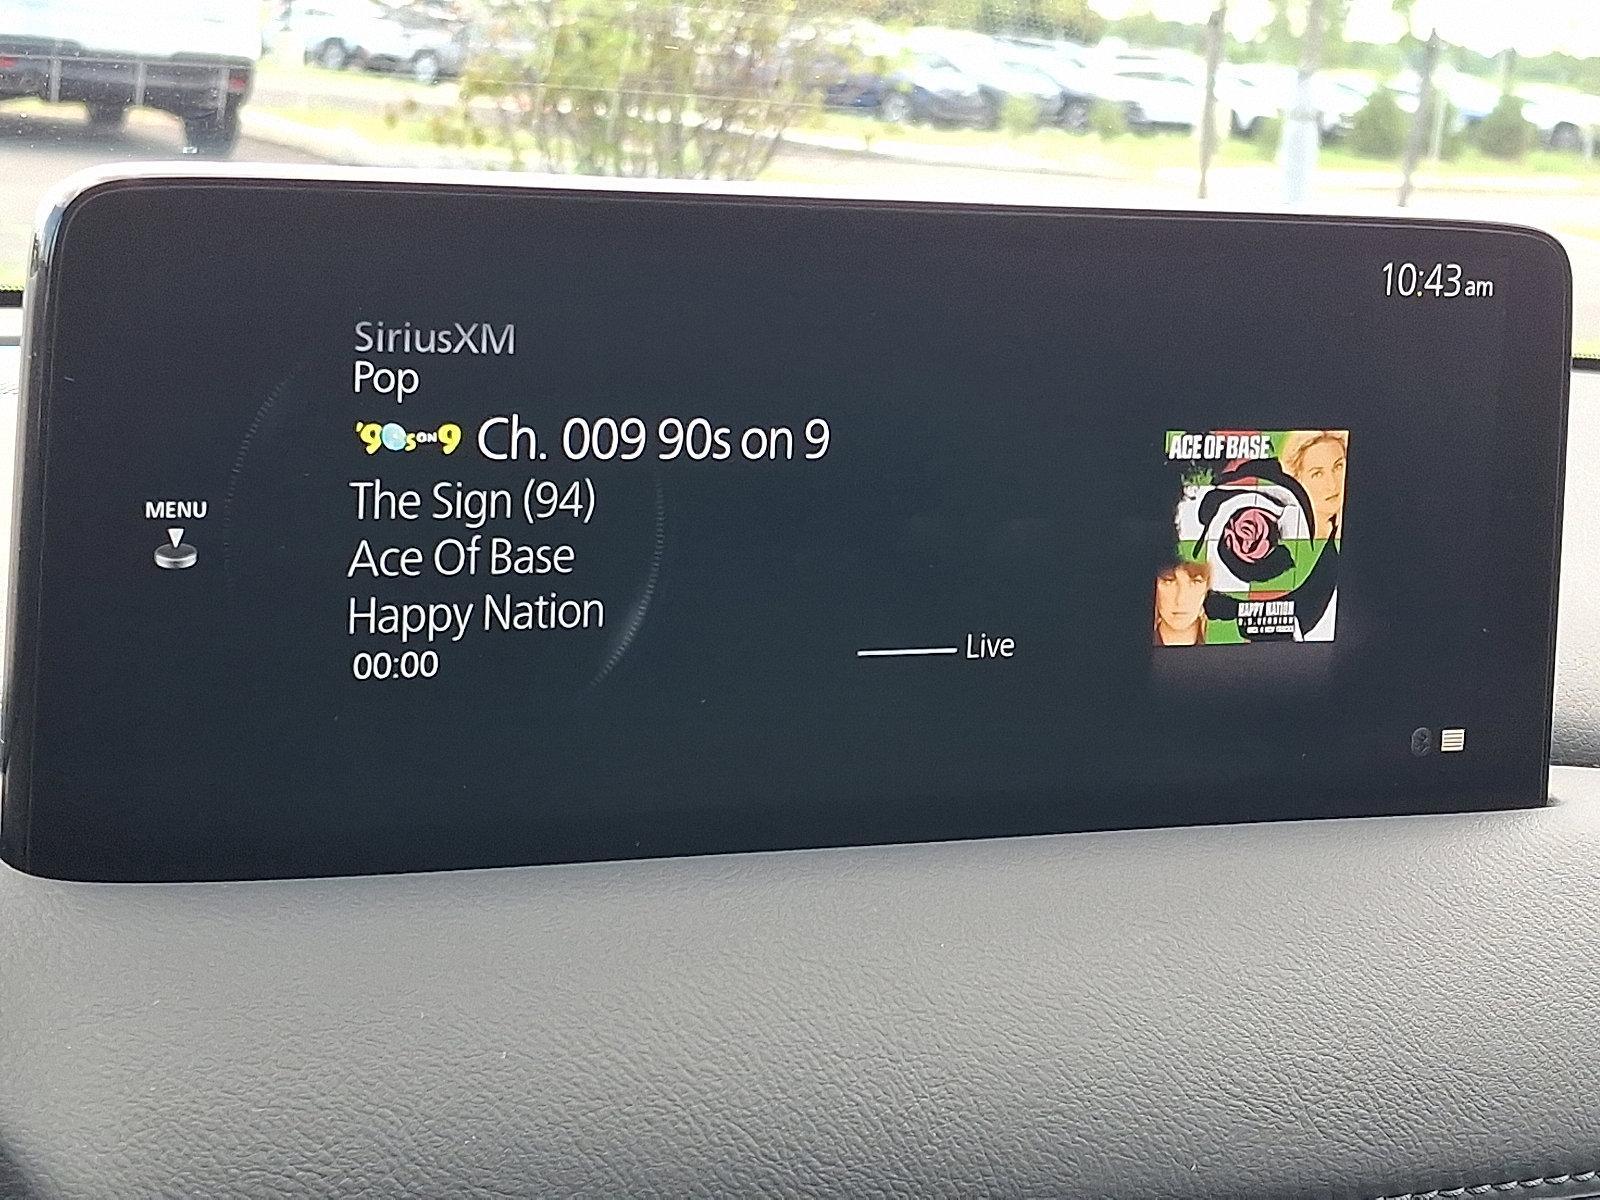 10:43am
SiriusXM
Pop
'90s ON 9 Ch. 009 90s on 9
MENU
The Sign (94)
Ace Of Base
Happy Nation
00:00
Live
ACE OF BASE
HAPPY NATION
U.S. VERSION